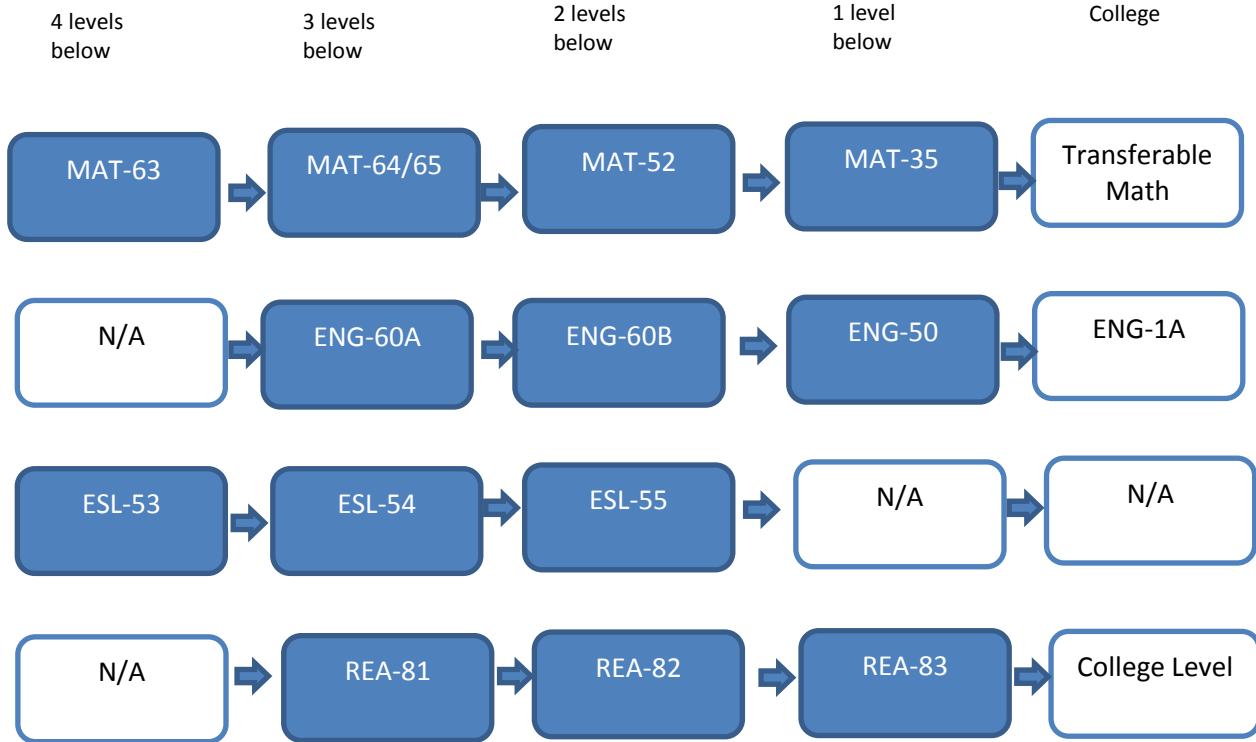 4 levels
below
3 levels
below
2 levels
below
1 level
below
College
MAT-63
MAT-64/65
MAT-52
MAT-35
Transferable
Math
N/A
ENG-60A
ENG-60B
ENG-50
ENG-1A
ESL-53
ESL-54
ESL-55
N/A
N/A
N/A
REA-81
REA-82
REA-83
College Level